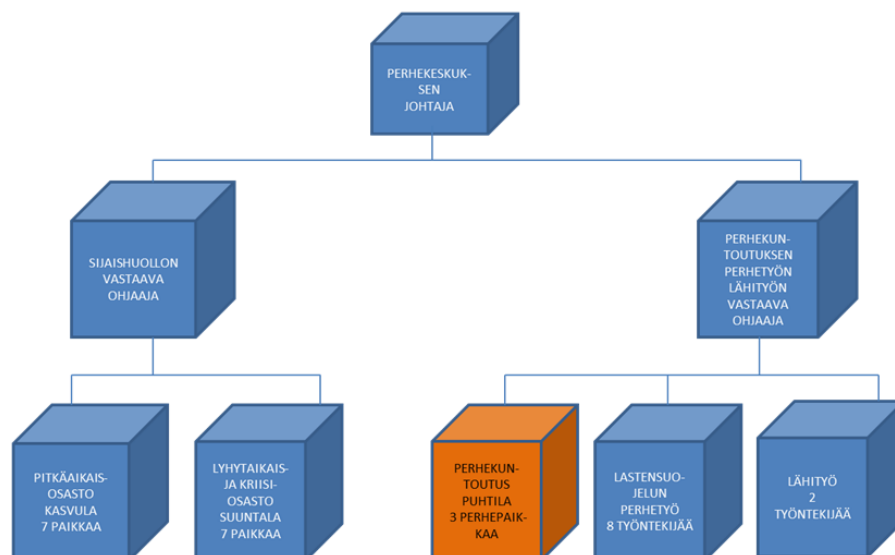 PERHEKESKUK-
SEN
JOHTAJA
SIJAISHUOLLON
VASTAAVA
OHJAAJA
PERHEKUN-
TOUTUKSEN
PERHETYÖN
LÄHITYÖN
VASTAAVA
OHJAAJA
PITKÄAIKAIS-
OSASTO
KASVULA
7 PAIKKAA
LYHYTAIKAIS-
JA KRIISI-
OSASTO
SUUNTALA
7 PAIKKAA
PERHEKUN-
TOUTUS
PUHTILA
3 PERHEPAIK-
KAA
LASTENSUO-
JELUN
PERHETYÖ
8 TYÖNTEKIJÄÄ
LÄHITYÖ
2
TYÖNTEKIJÄÄ